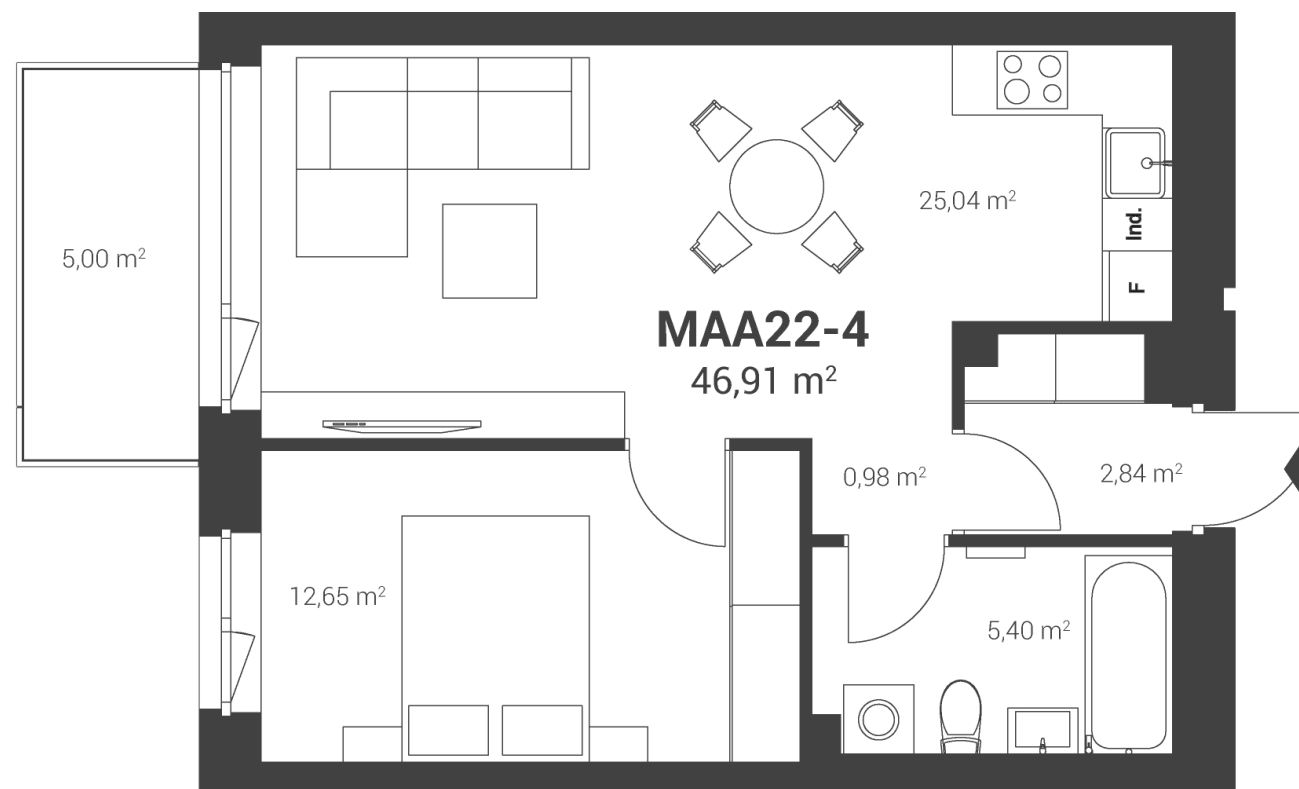 5,00 m²
25,04 m²
Ind.
F
MAA22-4
46,91 m²
0,98 m²
2,84 m²
12,65 m²
5,40 m²